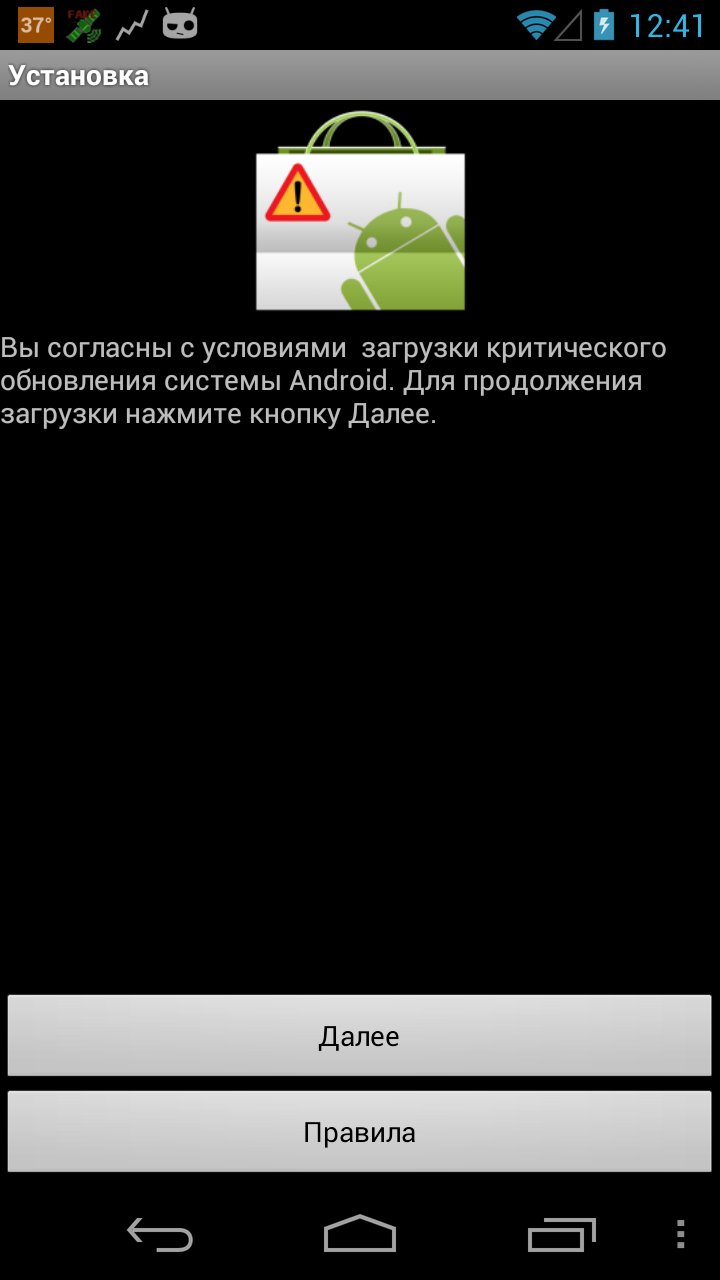 37°
FAKE
12:41
Установка
Вы согласны с условиями  загрузки критического
обновления системы Android. Для продолжения
загрузки нажмите кнопку Далее.
Далее
Правила